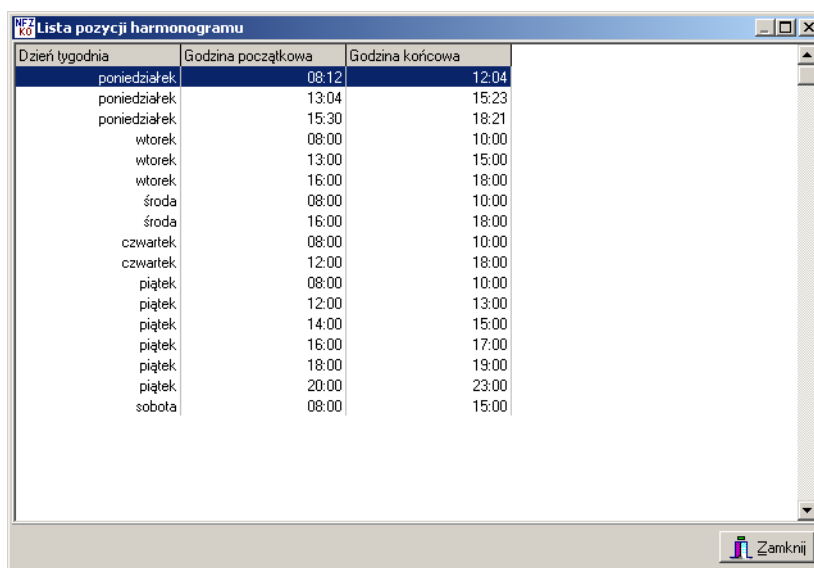 NFZ KO Lista pozycji harmonogramu
Dzień tygodnia Godzina początkowa Godzina końcowa
poniedziałek 08:12 12:04
poniedziałek 13:04 15:23
poniedziałek 15:30 18:21
wtorek 08:00 10:00
wtorek 13:00 15:00
wtorek 16:00 18:00
środa 08:00 10:00
środa 16:00 18:00
czwartek 08:00 10:00
czwartek 12:00 18:00
piątek 08:00 10:00
piątek 12:00 13:00
piątek 14:00 15:00
piątek 16:00 17:00
piątek 18:00 19:00
piątek 20:00 23:00
sobota 08:00 15:00
Zamknij